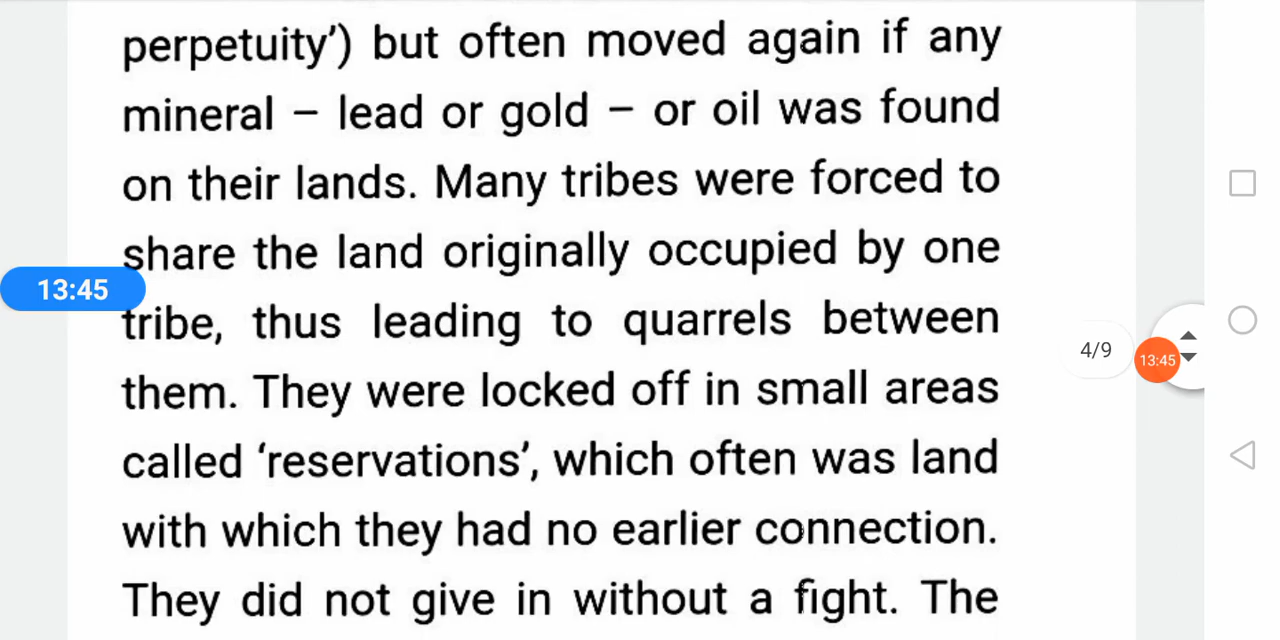 perpetuity’) but often moved again if any
mineral – lead or gold – or oil was found
on their lands. Many tribes were forced to
share the land originally occupied by one
13:45
tribe, thus leading to quarrels between
4/9
13:45
them. They were locked off in small areas
called ‘reservations’, which often was land
with which they had no earlier connection.
They did not give in without a fight. The